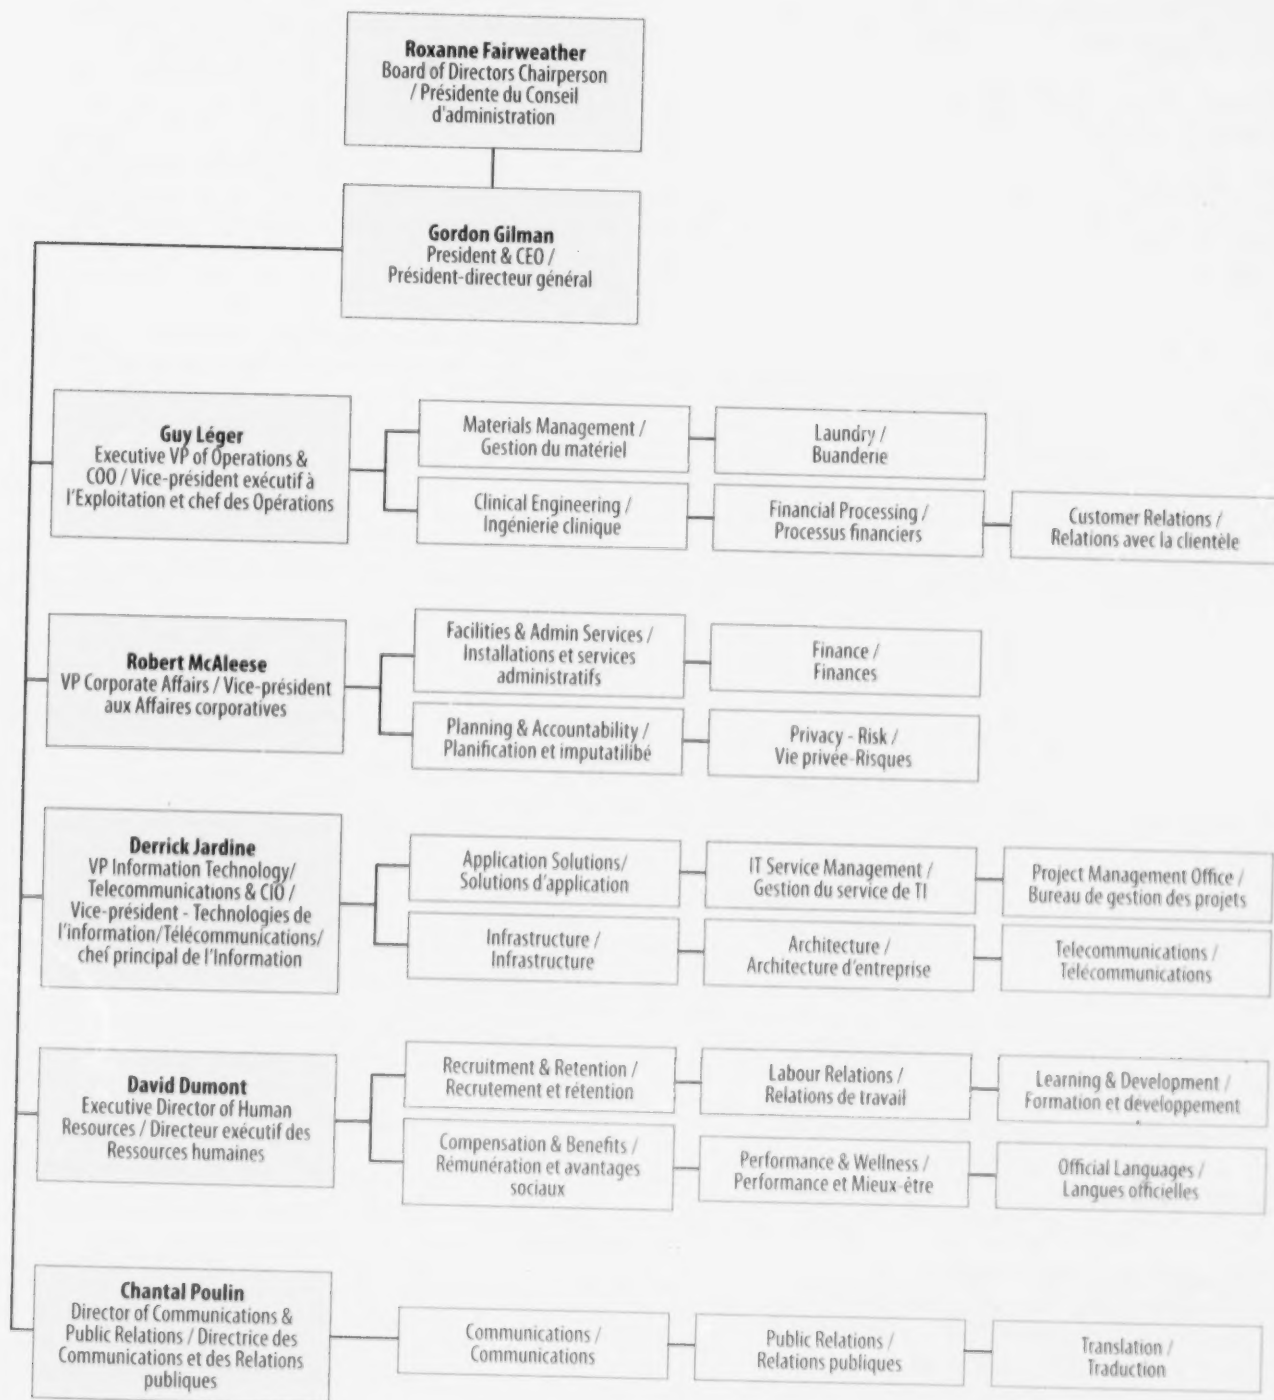 Roxanne Fairweather
Board of Directors Chairperson
/ Présidente du Conseil
d'administration
Gordon Gilman
President & CEO /
Président-directeur général
Guy Léger
Executive VP of Operations &
COO / Vice-président exécutif à
l'Exploitation et chef des Opérations
Materials Management /
Gestion du matériel
Laundry /
Buanderie
Clinical Engineering /
Ingénierie clinique
Financial Processing /
Processus financiers
Customer Relations /
Relations avec la clientèle
Robert McAleese
VP Corporate Affairs / Vice-président
aux Affaires corporatives
Facilities & Admin Services /
Installations et services
administratifs
Finance /
Finances
Planning & Accountability /
Planification et imputatilibé
Privacy - Risk /
Vie privée-Risques
Derrick Jardine
VP Information Technology/
Telecommunications & CIO /
Vice-président - Technologies de
l'information/Télécommunications/
chef principal de l'Information
Application Solutions/
Solutions d'application
IT Service Management /
Gestion du service de TI
Project Management Office /
Bureau de gestion des projets
Infrastructure /
Infrastructure
Architecture /
Architecture d'entreprise
Telecommunications /
Télécommunications
David Dumont
Executive Director of Human
Resources / Directeur exécutif des
Ressources humaines
Recruitment & Retention /
Recrutement et rétention
Labour Relations /
Relations de travail
Learning & Development /
Formation et développement
Compensation & Benefits /
Rémunération et avantages
sociaux
Performance & Wellness /
Performance et Mieux-être
Official Languages /
Langues officielles
Chantal Poulin
Director of Communications &
Public Relations / Directrice des
Communications et des Relations
publiques
Communications /
Communications
Public Relations /
Relations publiques
Translation /
Traduction